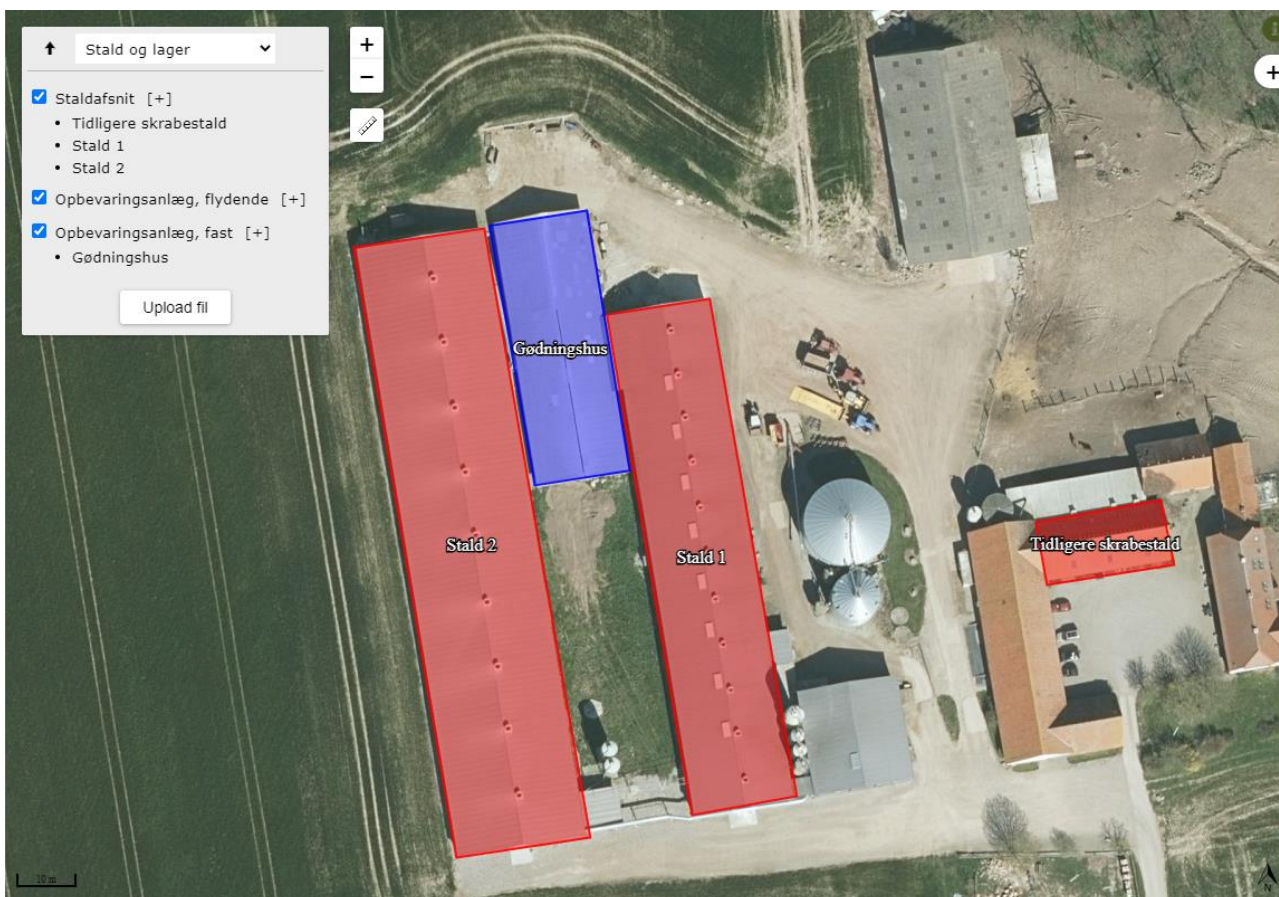 Stald og lager
Staldafsnit [+]
Tidligere skrabestald
Stald 1
Stald 2
Opbevaringsanlæg, flydende [+]
Opbevaringsanlæg, fast [+]
Gødningshus
Upload fil
+
−
+
Gødningshus
Stald 2
Stald 1
Tidligere skrabestald
10 m
N